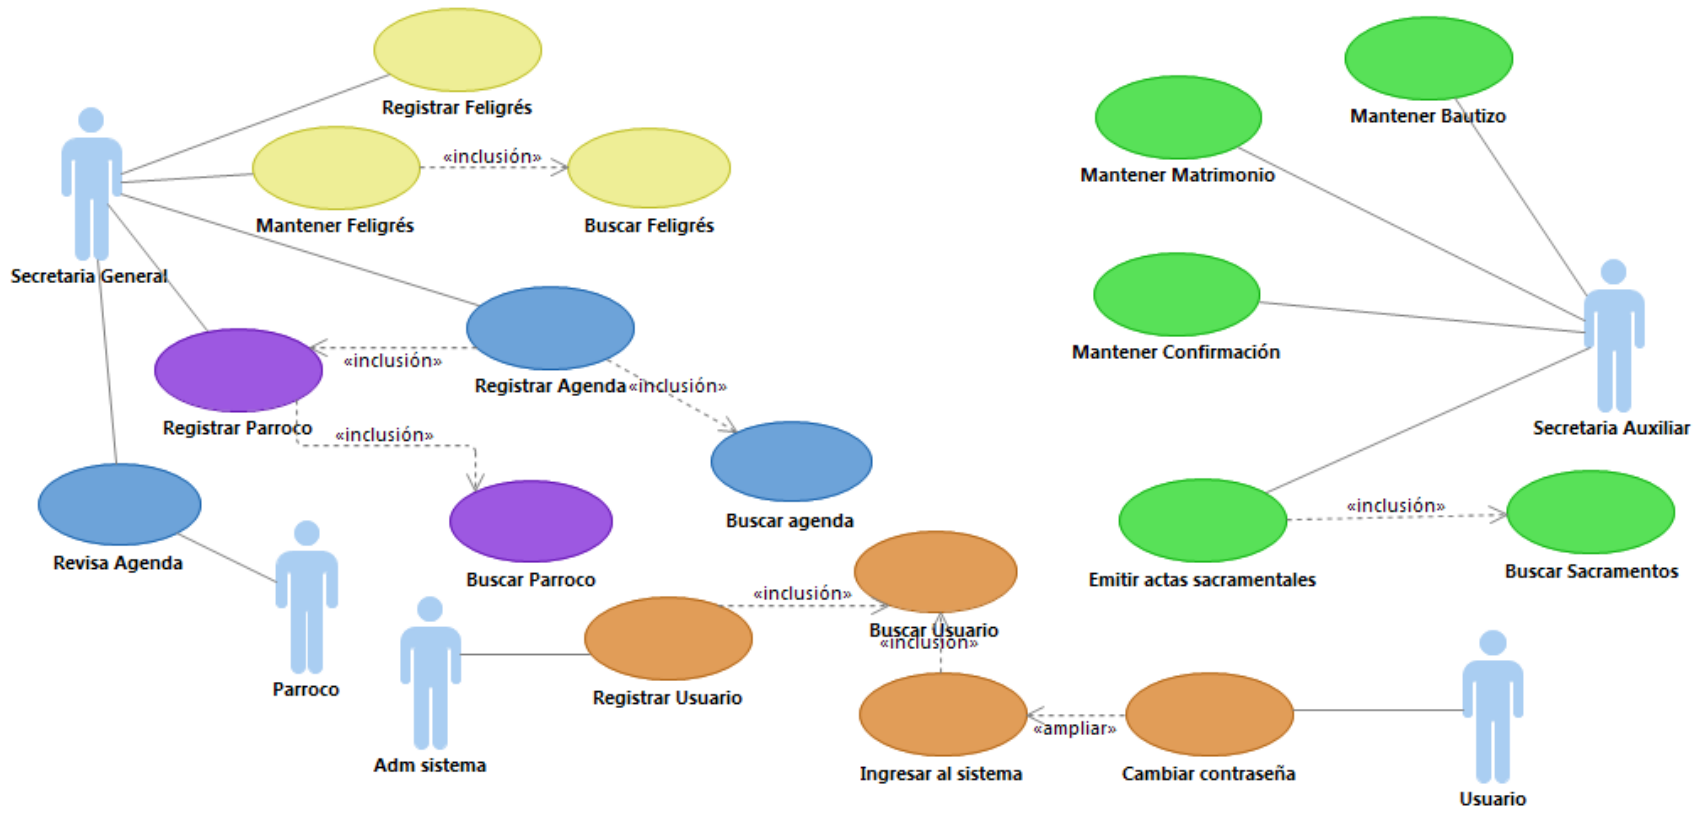 Registrar Feligrés
«inclusión»
Mantener Feligrés
Buscar Feligrés
Secretaria General
«inclusión»
Registrar Agenda
«inclusión»
Registrar Parroco
«inclusión»
Buscar agenda
Revisa Agenda
Buscar Parroco
Parroco
«inclusión»
Buscar Usuario
«inclusión»
Registrar Usuario
Adm sistema
«ampliar»
Ingresar al sistema
Cambiar contraseña
Usuario
Mantener Bautizo
Mantener Matrimonio
Mantener Confirmación
Secretaria Auxiliar
«inclusión»
Emitir actas sacramentales
Buscar Sacramentos